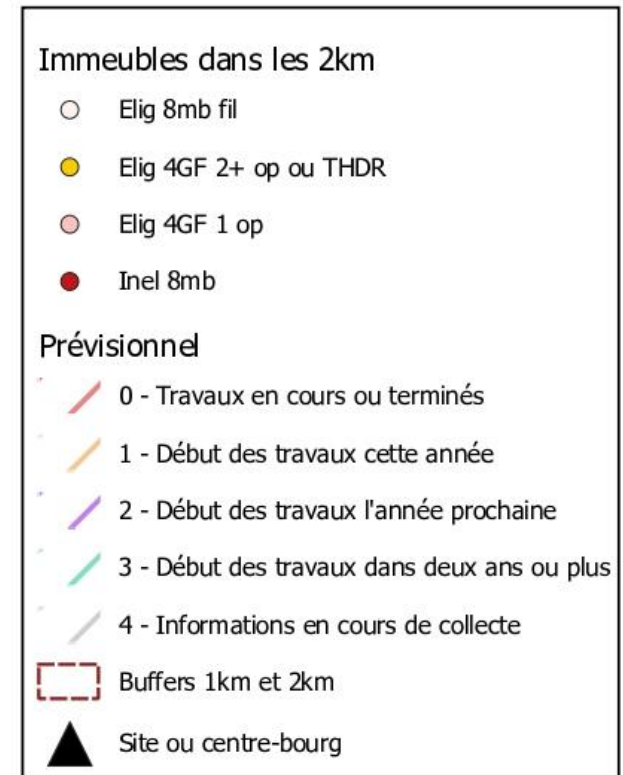 Immeubles dans les 2km
Elig 8mb fil
Elig 4GF 2+ op ou THDR
Elig 4GF 1 op
Inel 8mb
Prévisionnel
0 - Travaux en cours ou terminés
1 - Début des travaux cette année
2 - Début des travaux l'année prochaine
3 - Début des travaux dans deux ans ou plus
4 - Informations en cours de collecte
Buffers 1km et 2km
Site ou centre-bourg